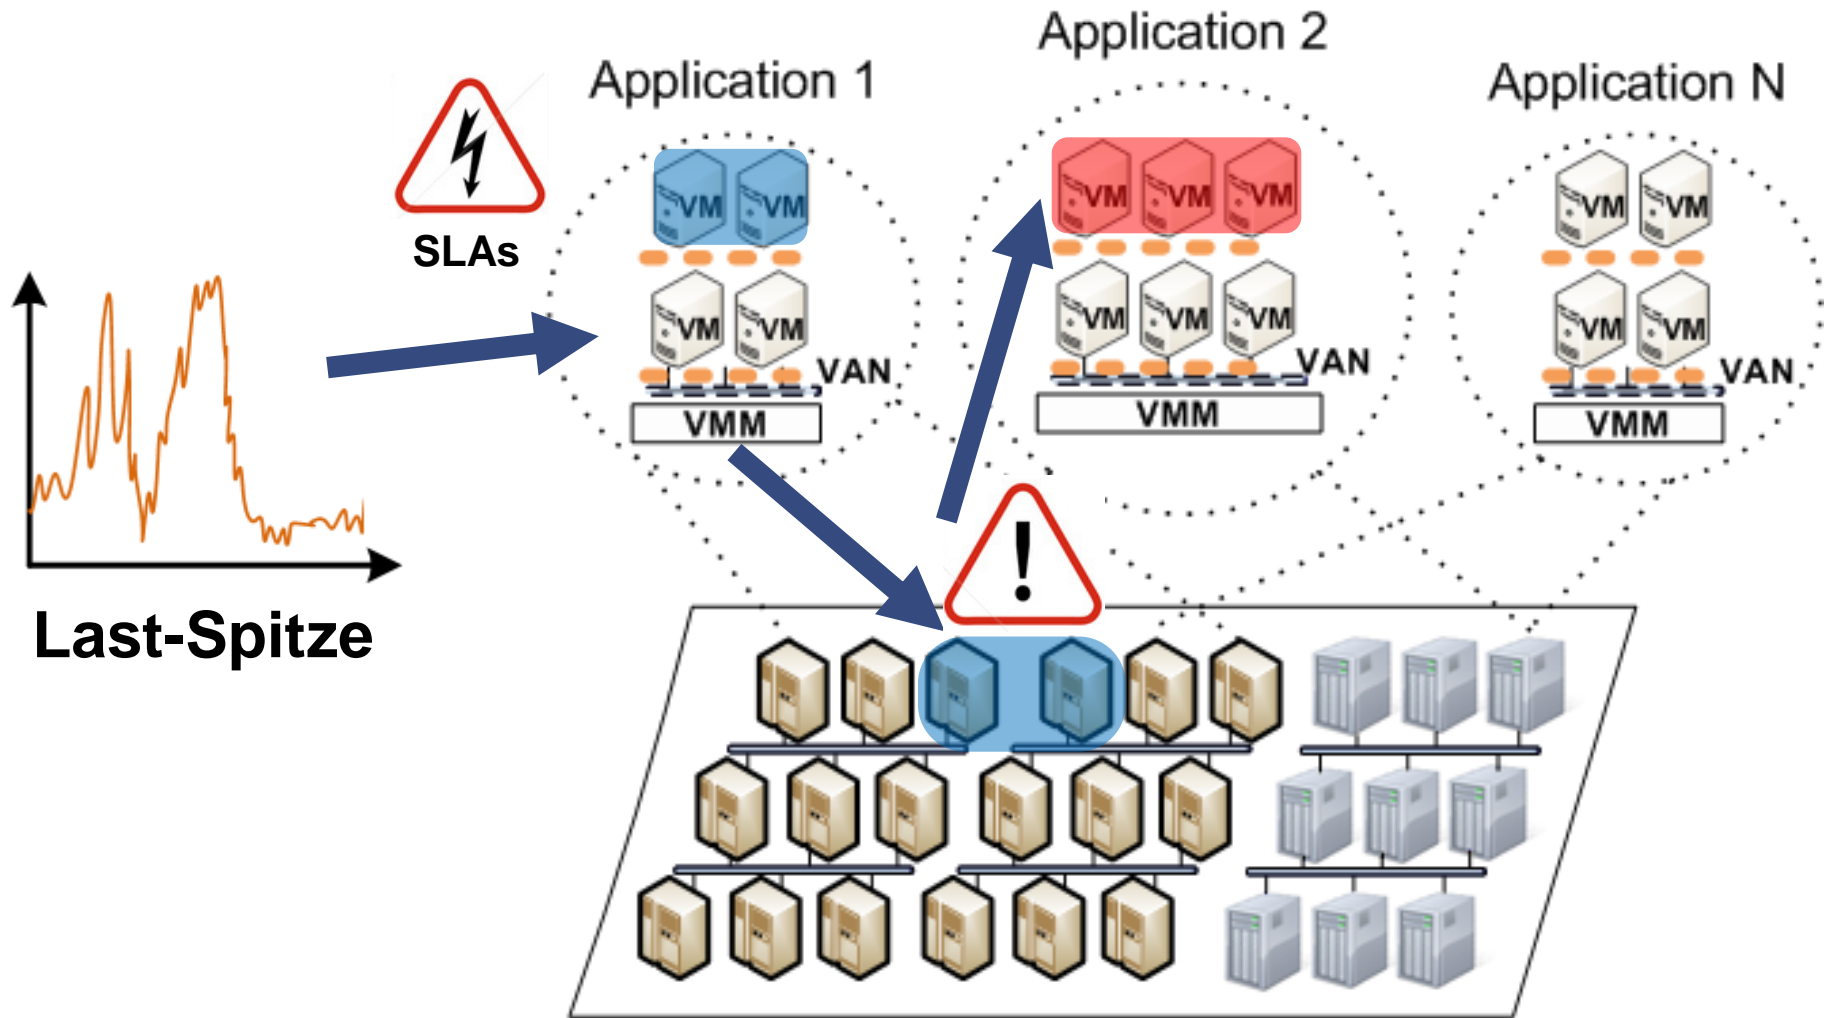 Application 1
Application 2
Application N
SLAs
VM VM
VM VM VM
VM VM
VM VM
VM VM VM
VM VM
VAN
VAN
VAN
VMM
VMM
VMM
!
Last-Spitze